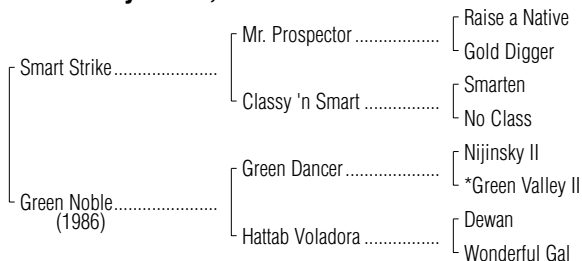 Raise a Native
Mr. Prospector ....................
Gold Digger
Smart Strike......................
Smarten
Classy 'n Smart ..................
No Class
Nijinsky II
Green Dancer......................
*Green Valley II
Green Noble......................
(1986)
Dewan
Hattab Voladora .................
Wonderful Gal